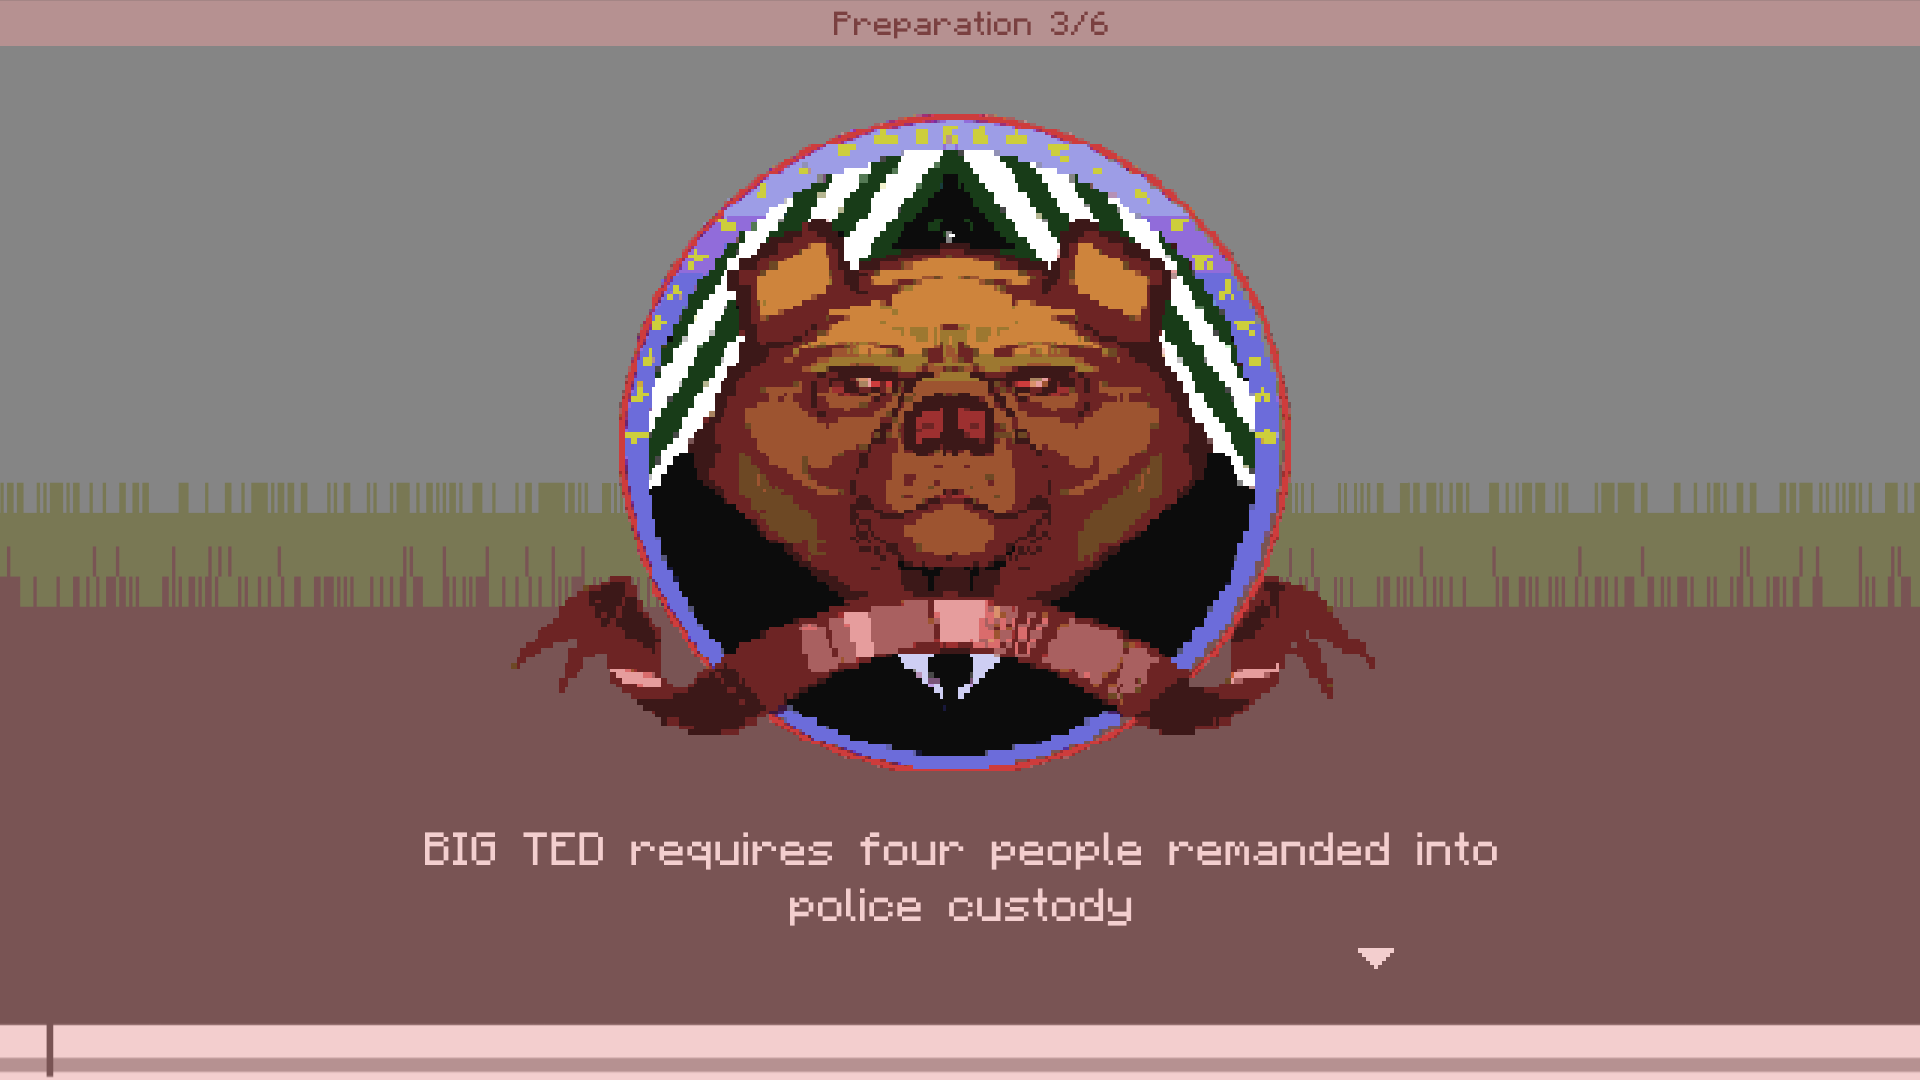 Preparation 3/6
BIG TED requires four people remanded into
police custody